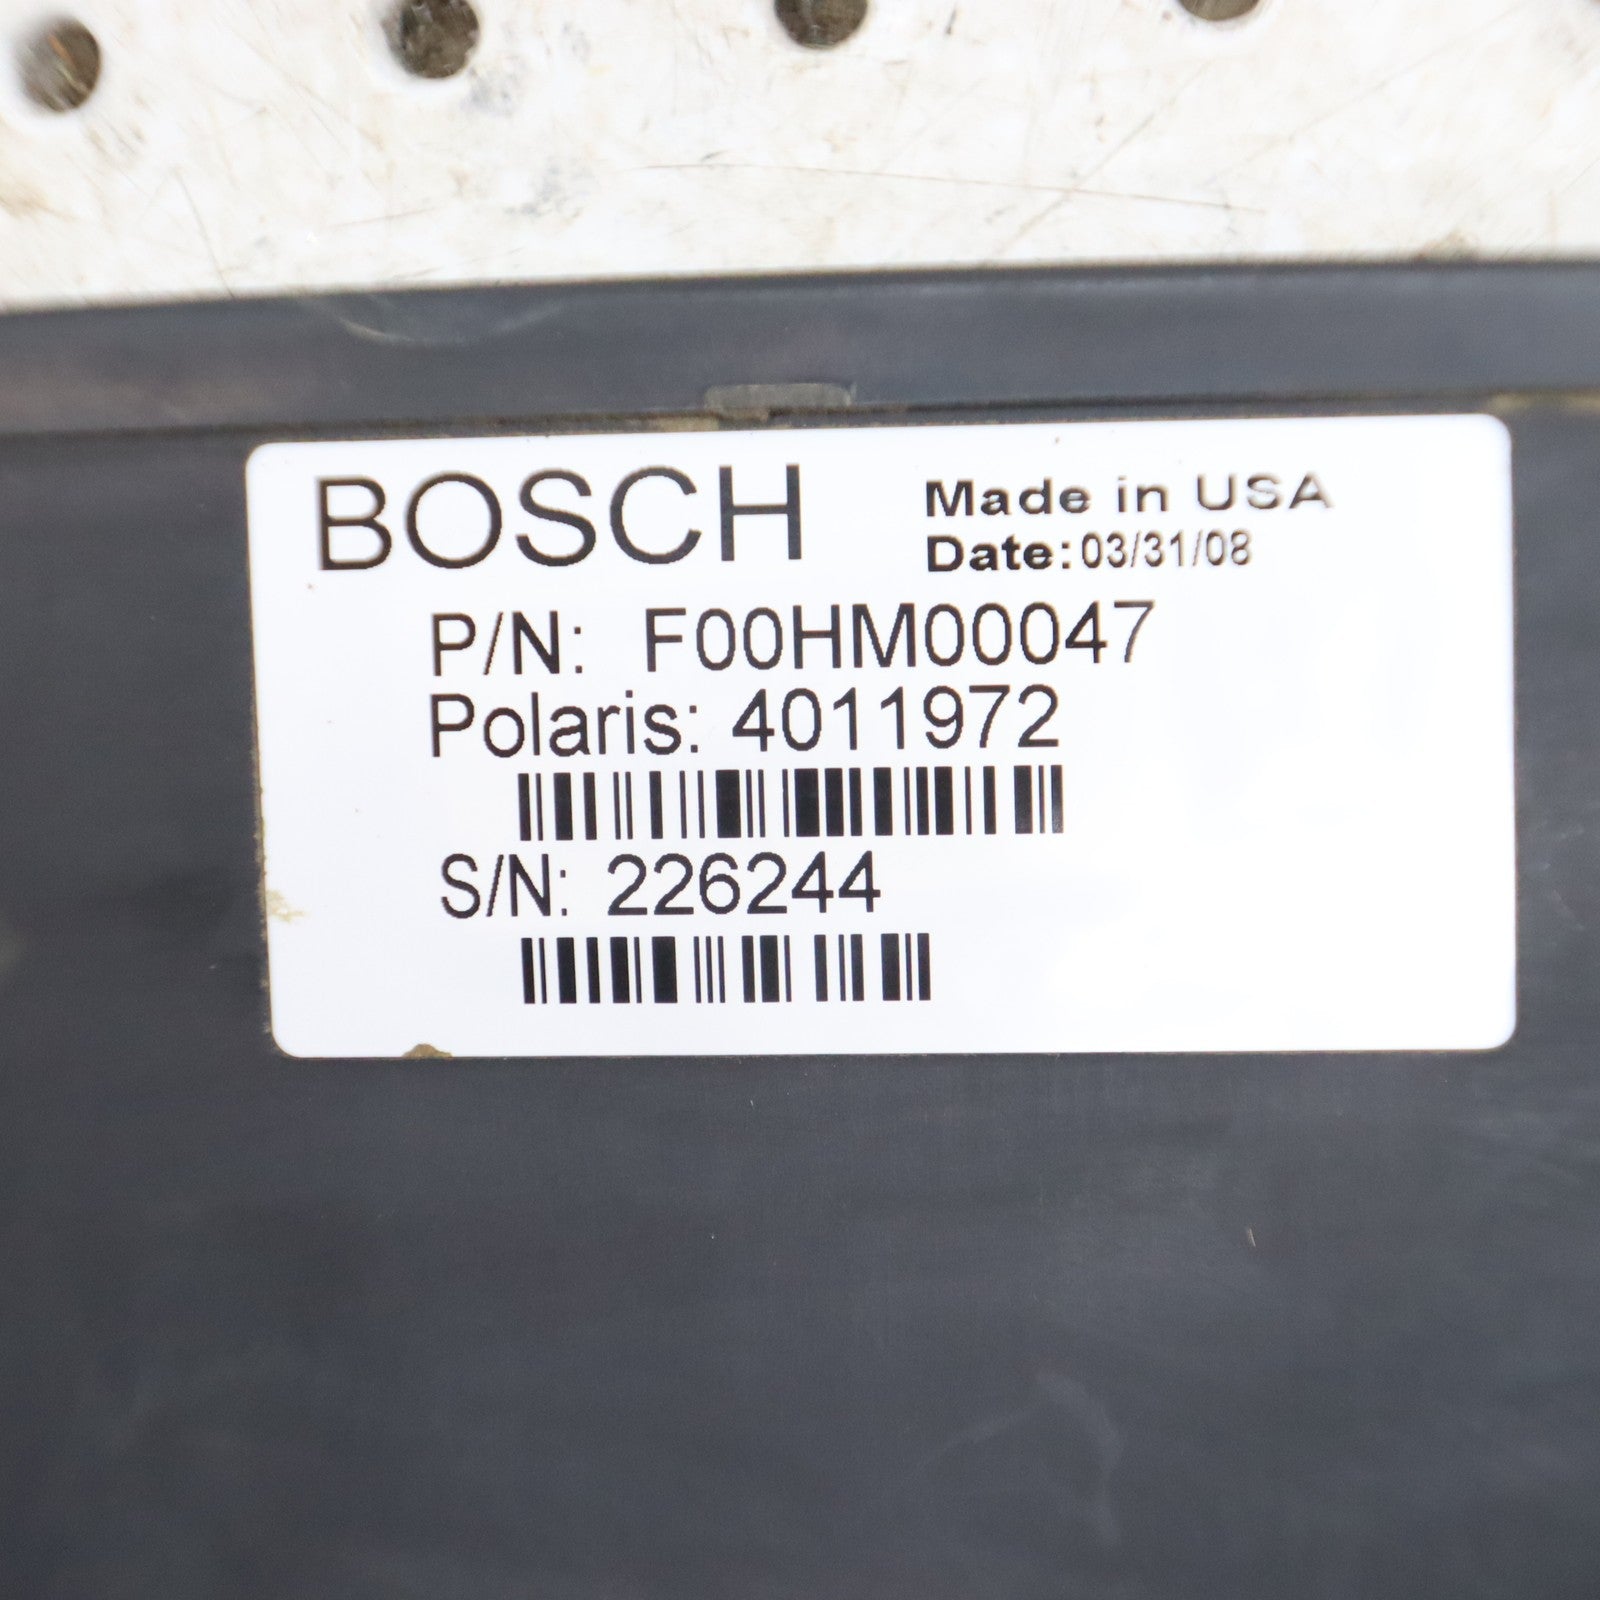 BOSCH
Made in USA
Date:03/31/08
P/N: F00HM00047
Polaris: 4011972
S/N: 226244